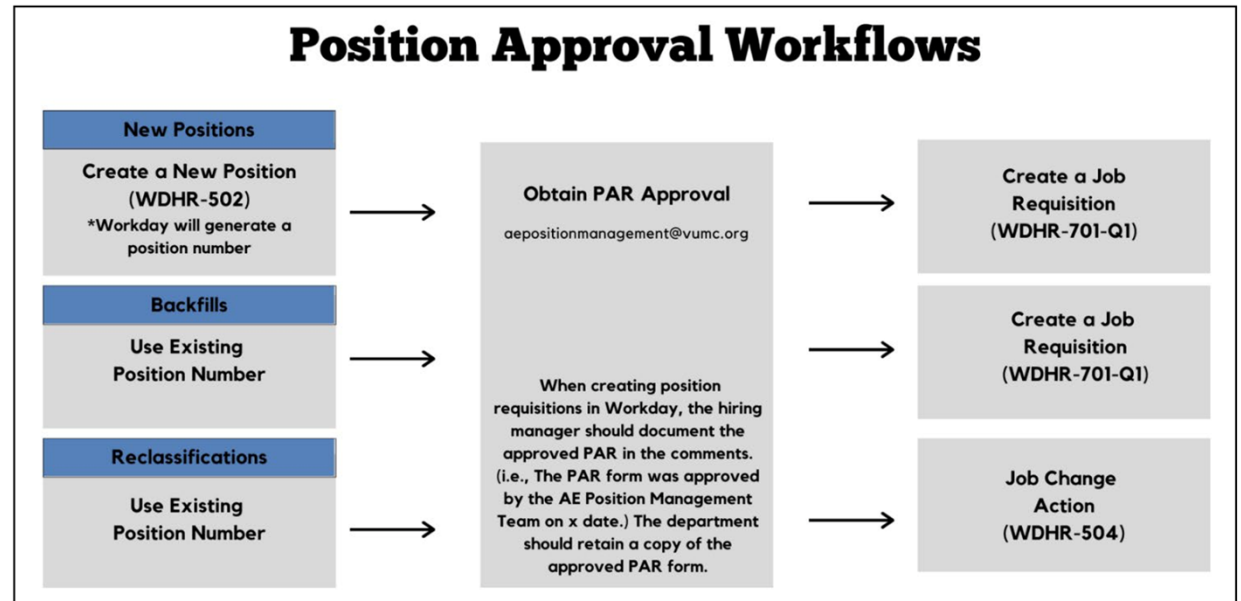 Position Approval Workflows
New Positions
Create a New Position
(WDHR-502)
*Workday will generate a
position number
Backfills
Use Existing
Position Number
Reclassifications
Use Existing
Position Number
Obtain PAR Approval
aepositionmanagement@vumc.org
When creating position
requisitions in Workday, the hiring
manager should document the
approved PAR in the comments.
(i.e., The PAR form was approved
by the AE Position Management
Team on x date.) The department
should retain a copy of the
approved PAR form.
Create a Job
Requisition
(WDHR-701-Q1)
Create a Job
Requisition
(WDHR-701-Q1)
Job Change
Action
(WDHR-504)